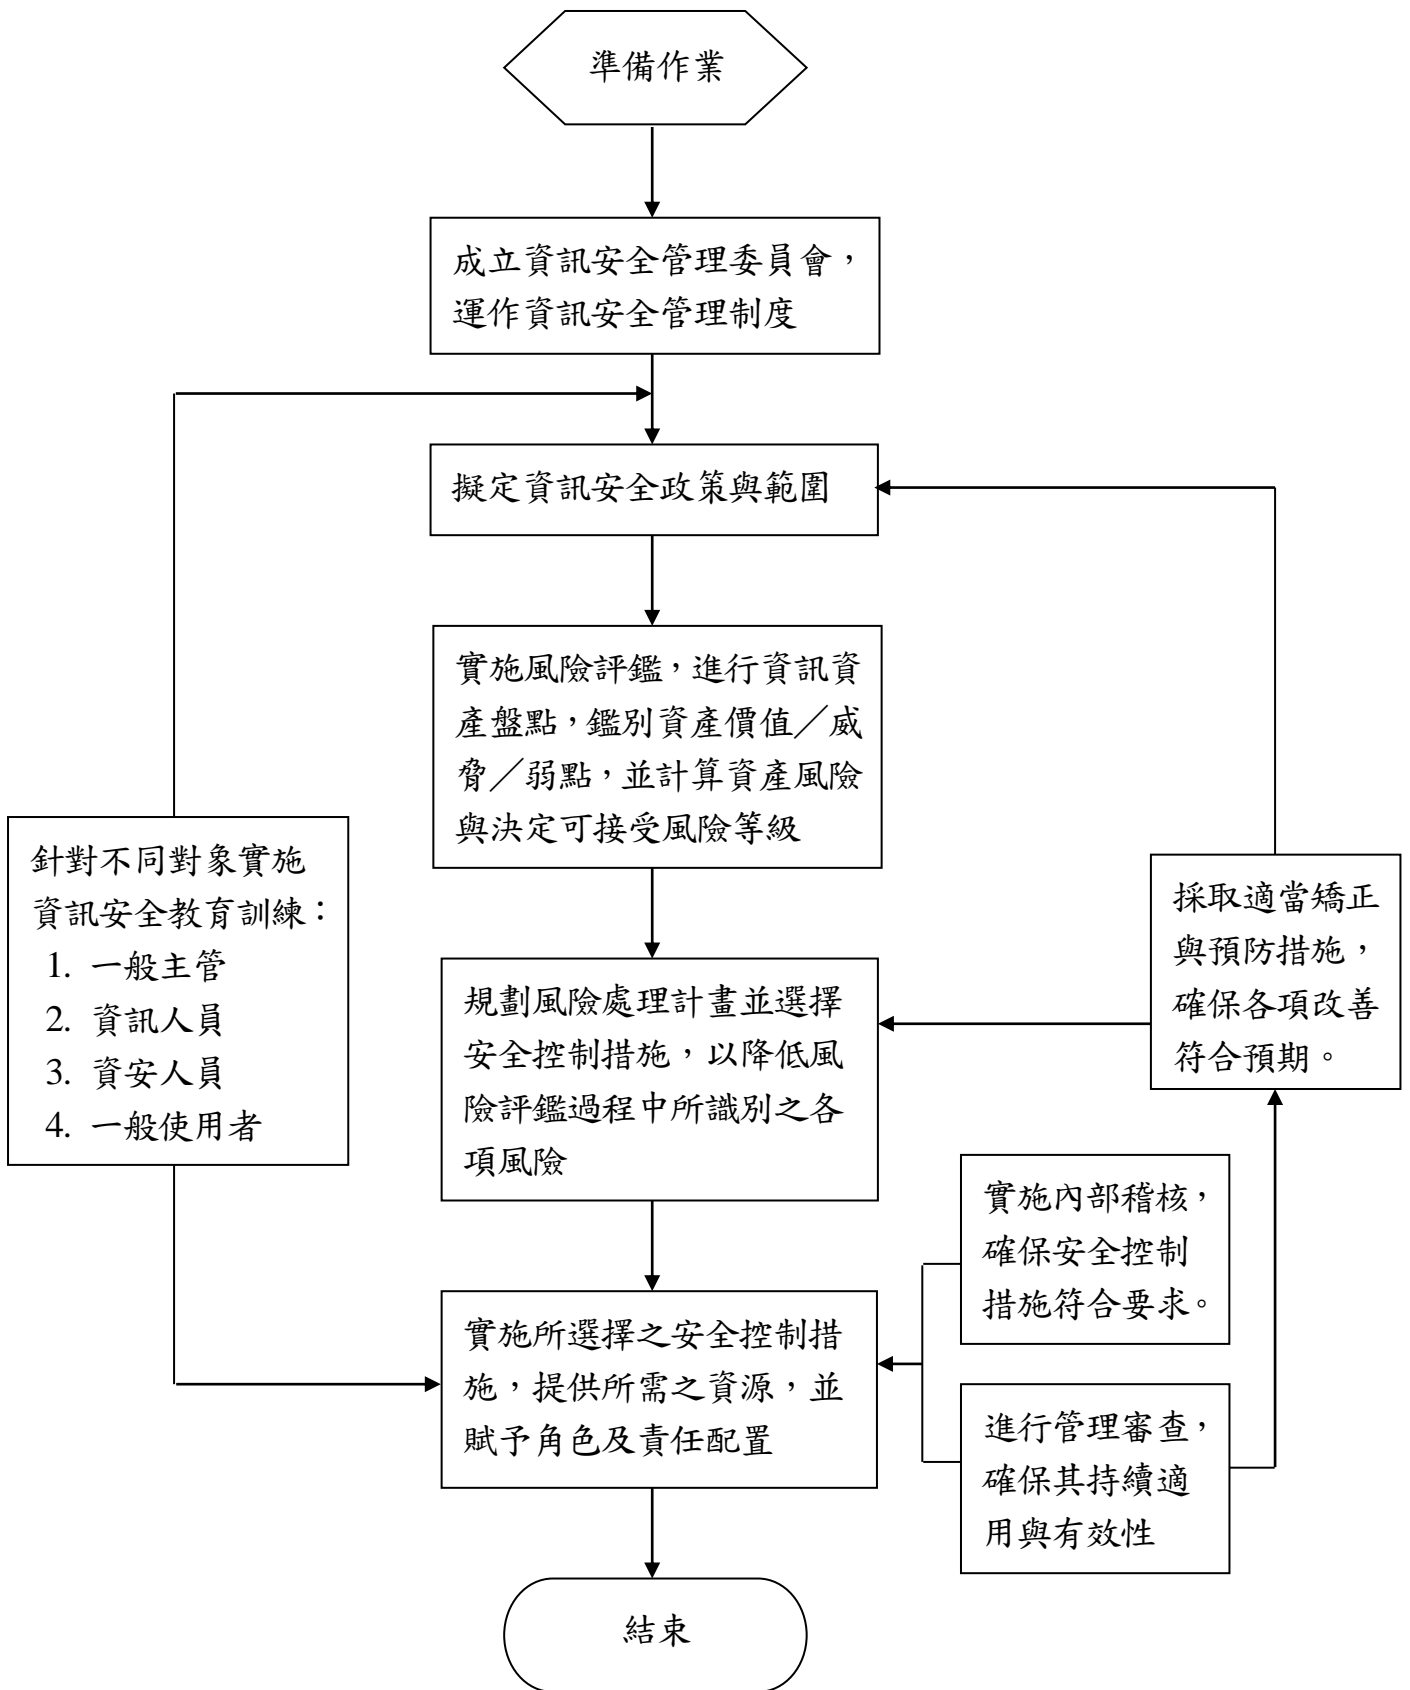 準備作業
成立資訊安全管理委員會，
運作資訊安全管理制度
擬定資訊安全政策與範圍
實施風險評鑑，進行資訊資
產盤點，鑑別資產價值／威
脅／弱點，並計算資產風險
與決定可接受風險等級
針對不同對象實施
資訊安全教育訓練：
1. 一般主管
2. 資訊人員
3. 資安人員
4. 一般使用者
採取適當矯正
與預防措施，
確保各項改善
符合預期。
規劃風險處理計畫並選擇
安全控制措施，以降低風
險評鑑過程中所識別之各
項風險
實施內部稽核，
確保安全控制
措施符合要求。
實施所選擇之安全控制措
施，提供所需之資源，並
賦予角色及責任配置
進行管理審查，
確保其持續適
用與有效性
結束